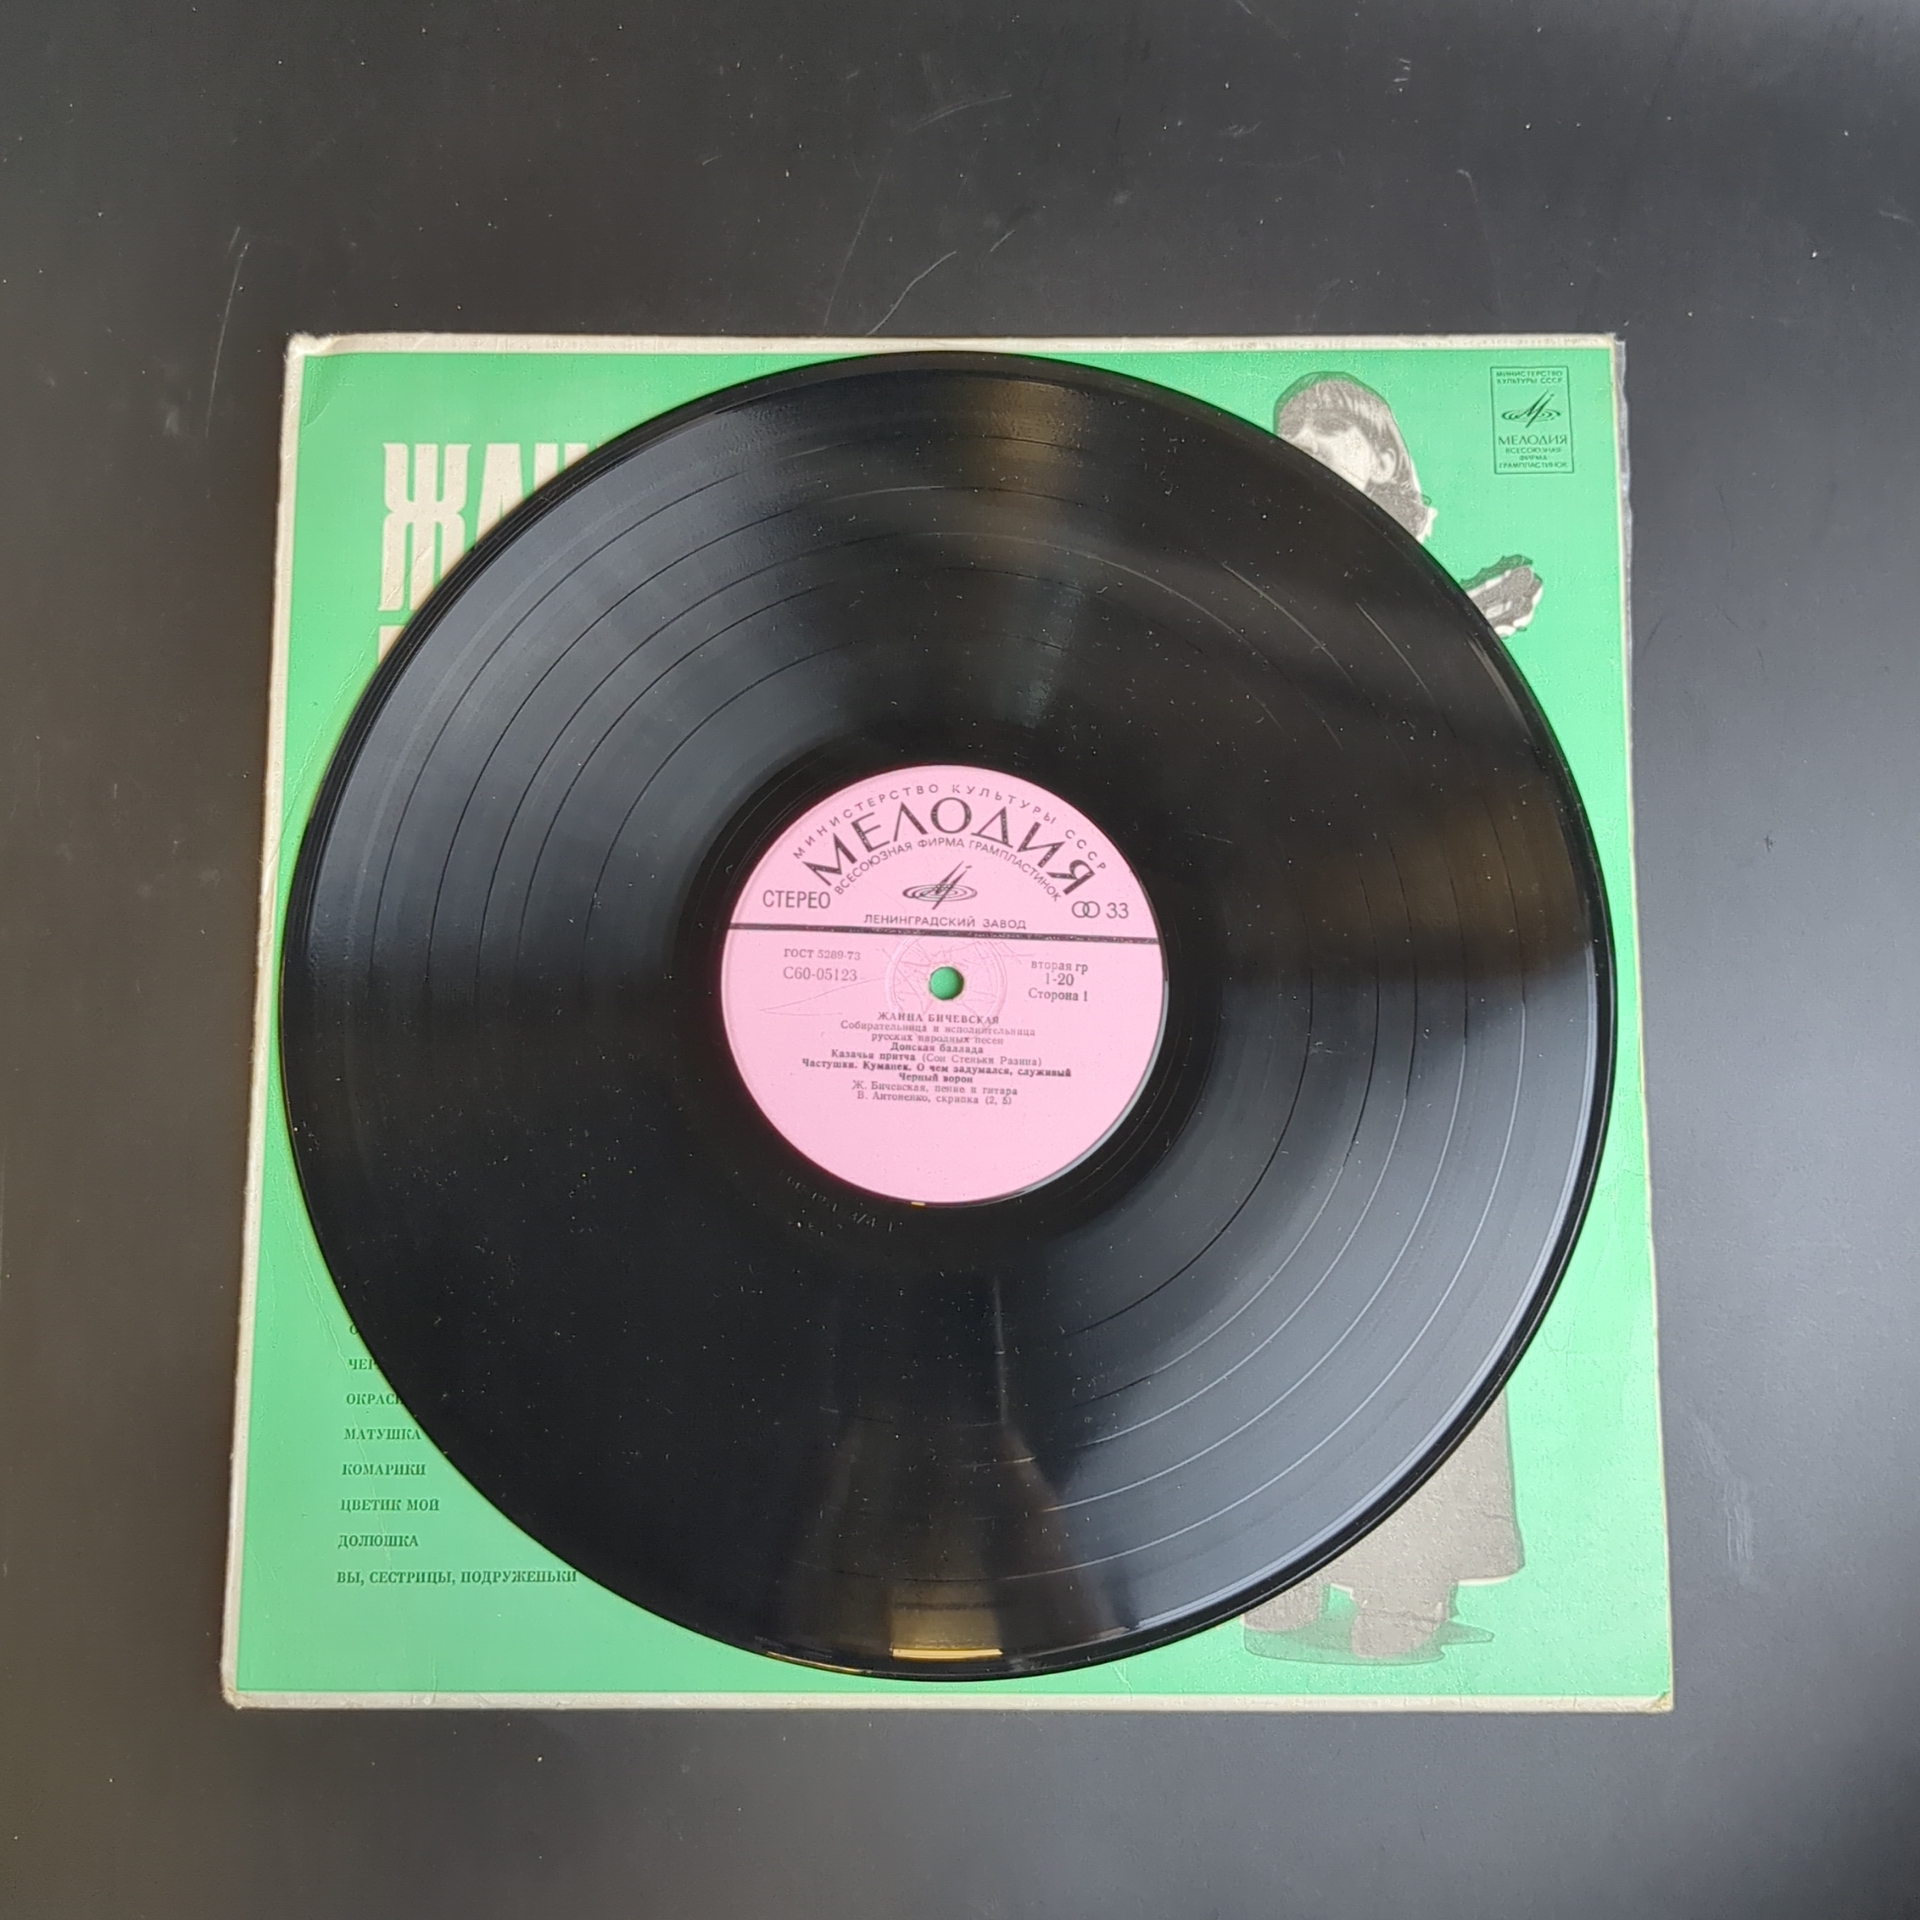 МИНИСТЕРСТВО
КУЛЬТУРЫ СССР
МЕЛОДИЯ
ВСЕСОЮЗНАЯ
ФИРМА
ГРАМПЛАСТИНОК
МИНИСТЕРСТВО КУЛЬТУРЫ СССР
МЕЛОДИЯ
ВСЕСОЮЗНАЯ ФИРМА ГРАМПЛАСТИНОК
СТЕРЕО
33
ЛЕНИНГРАДСКИЙ ЗАВОД
ГОСТ 5289-73
С60-05123
вторая гр
1-20
Сторона 1
ЖАННА БИЧЕВСКАЯ
Собирательница и исполнительница
русских народных песен
Донская баллада
Казачья притча (Сон Стеньки Разина)
Частушки. Куманек. О чем задумался, служивый
Черный ворон
Ж. Бичевская, пение и гитара
В. Антоненко, скрипка (2, 5)
МАТУШКА
КОМАРИКИ
ЦВЕТИК МОЙ
ДОЛЮШКА
ВЫ, СЕСТРИЦЫ, ПОДРУЖЕНЬКИ